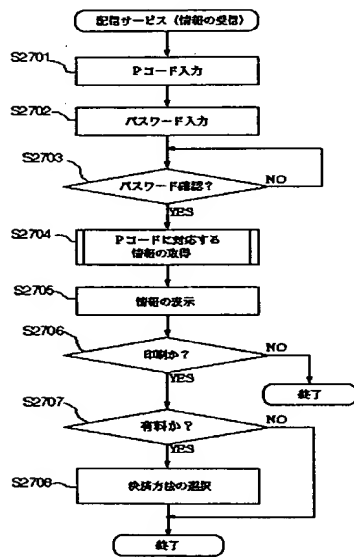 配信サービス（情報の受信）
S2701
Pコード入力
S2702
パスワード入力
S2703
パスワード確認？
NO
YES
S2704
Pコードに対応する
情報の取得
S2705
情報の表示
S2706
印刷か？
NO
YES
終了
S2707
有料か？
NO
YES
S2708
決済方法の選択
終了